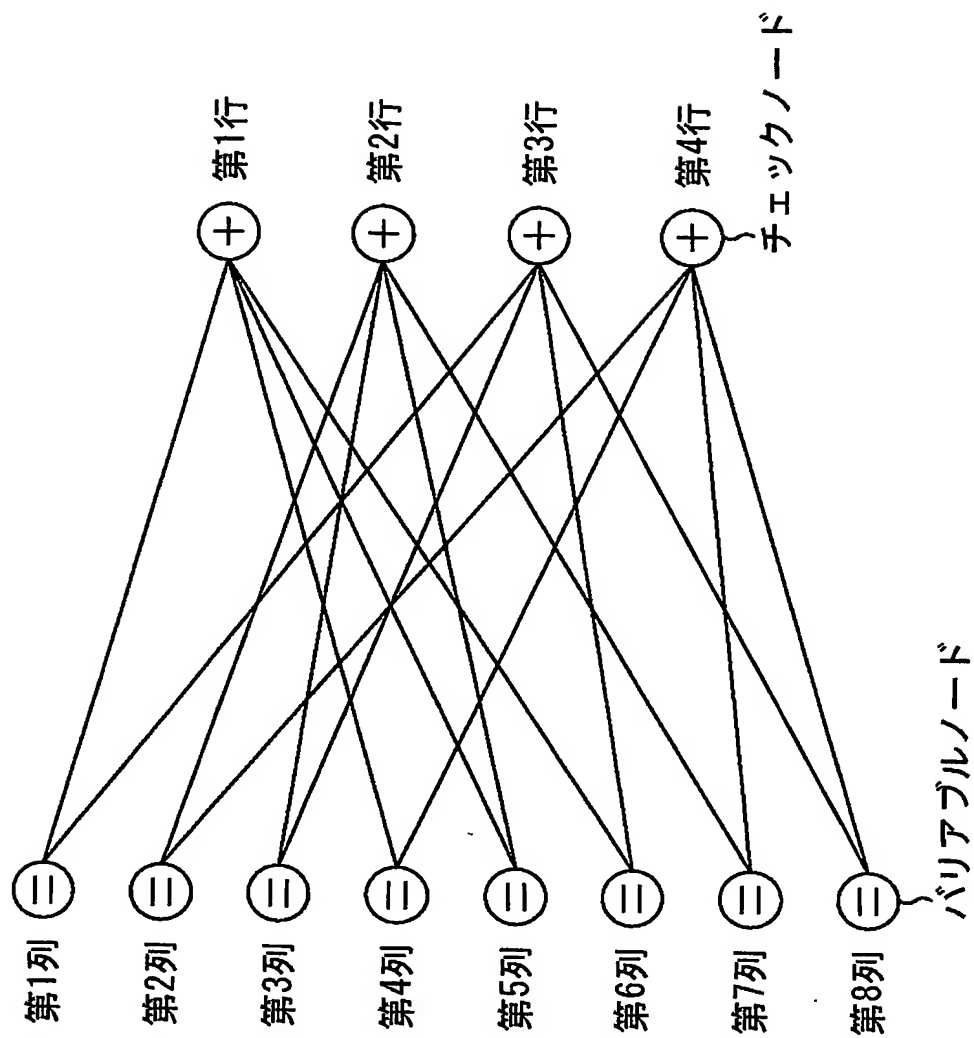 第1行
第2行
第3行
第4行
チェックノード
第1列
第2列
第3列
第4列
第5列
第6列
第7列
第8列
バリアブルノード